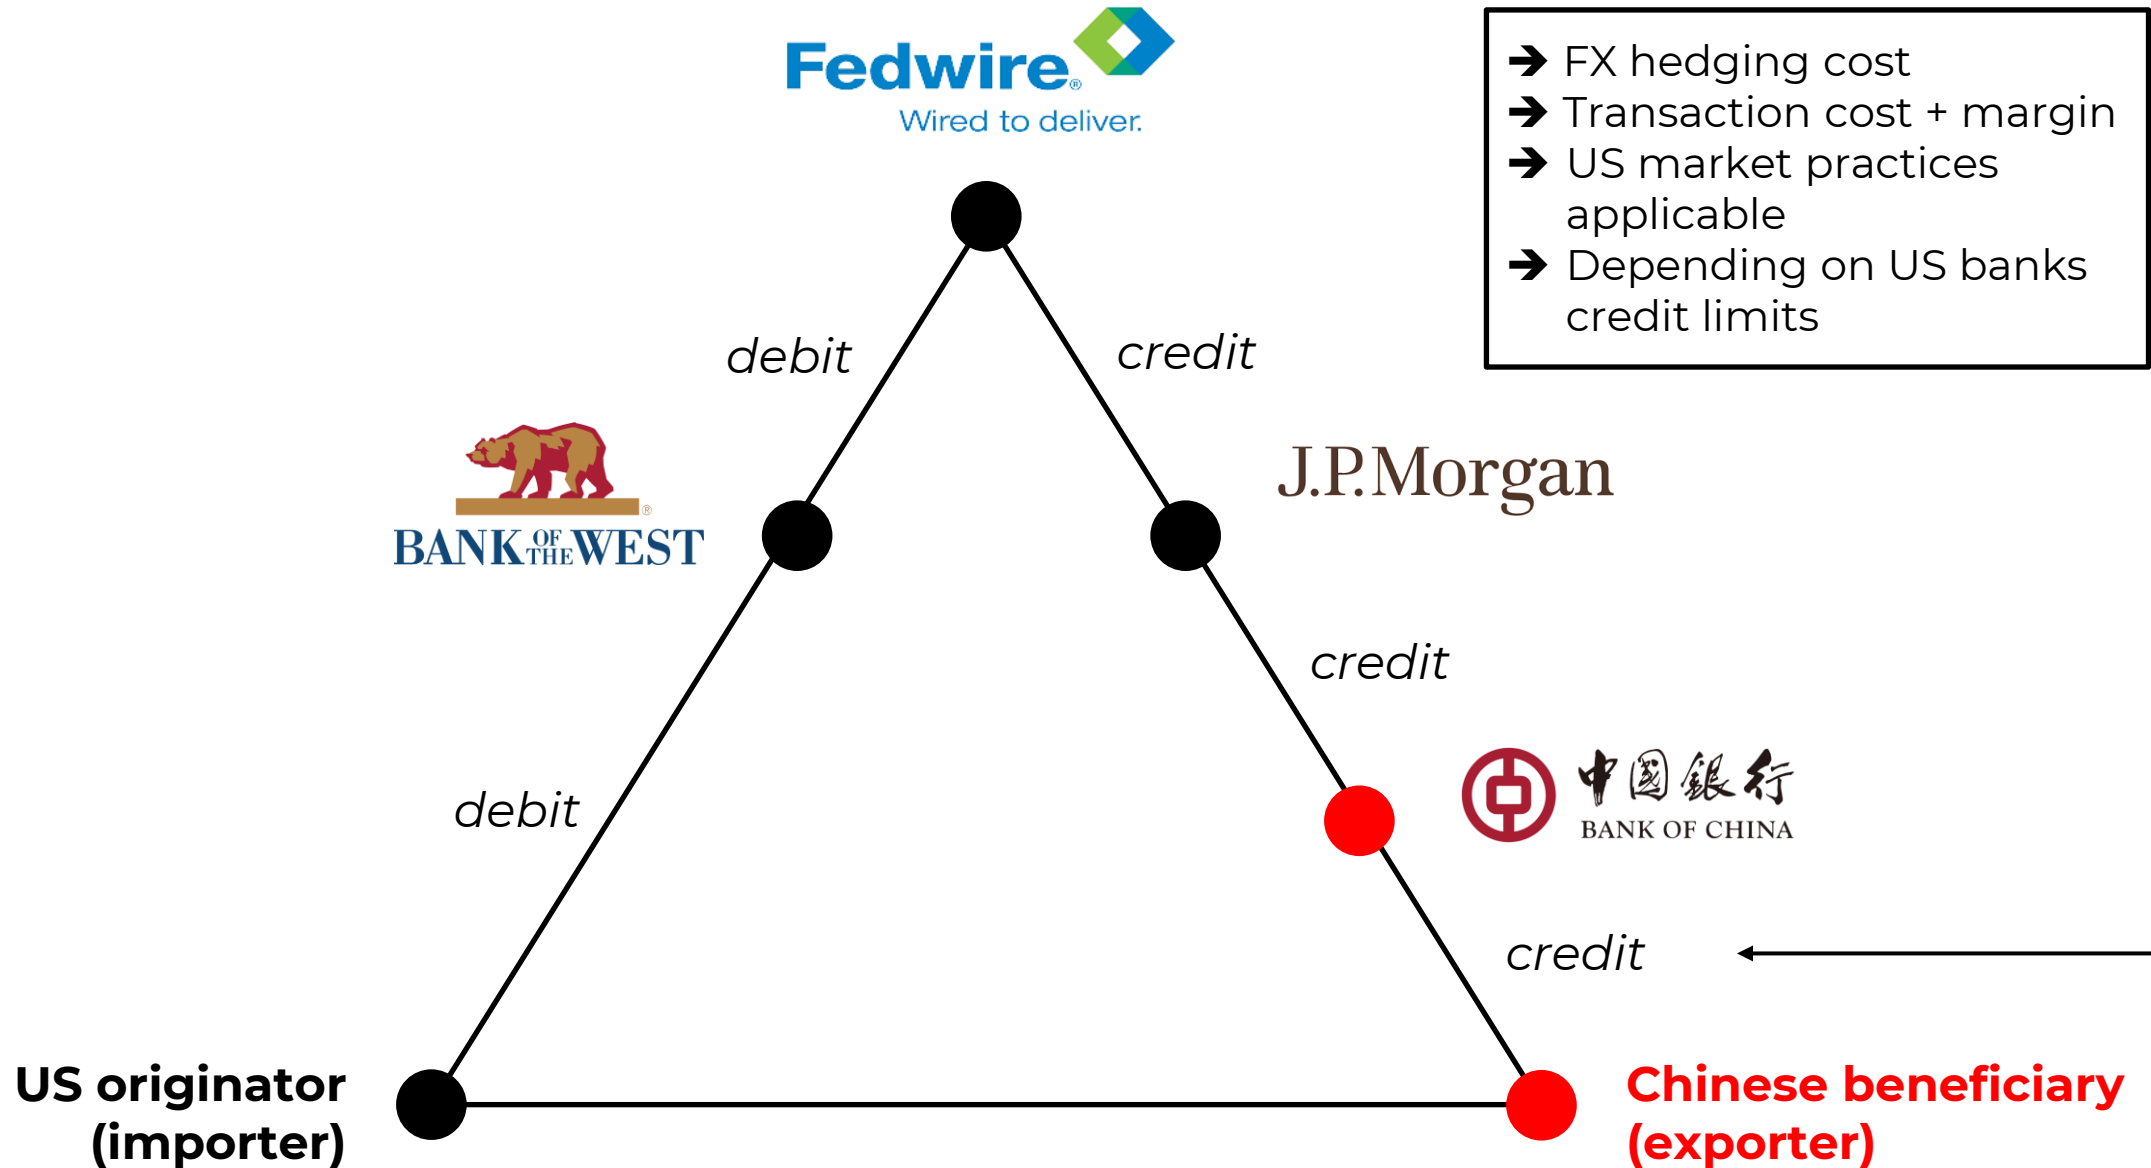 Fedwire®
Wired to deliver.
➔ FX hedging cost
➔ Transaction cost + margin
➔ US market practices
applicable
➔ Depending on US banks
credit limits
debit
credit
J.P.Morgan
BANK OF THE WEST
®
credit
中國銀行
BANK OF CHINA
debit
credit
US originator
(importer)
Chinese beneficiary
(exporter)